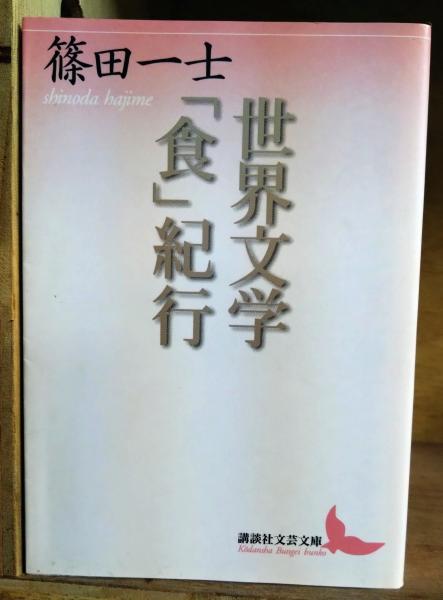 篠田一士
shinoda hajime
世界文学
「食」紀行
講談社文芸文庫
Kōdansha Bungei bunko